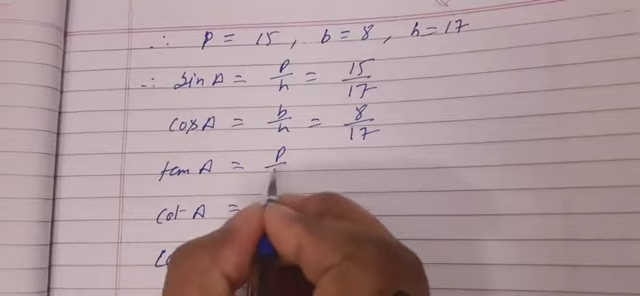 ∴ P = 15, b = 8, h = 17
∴ sin A = P/h = 15/17
cos A = b/h = 8/17
tan A = P/
cot A =